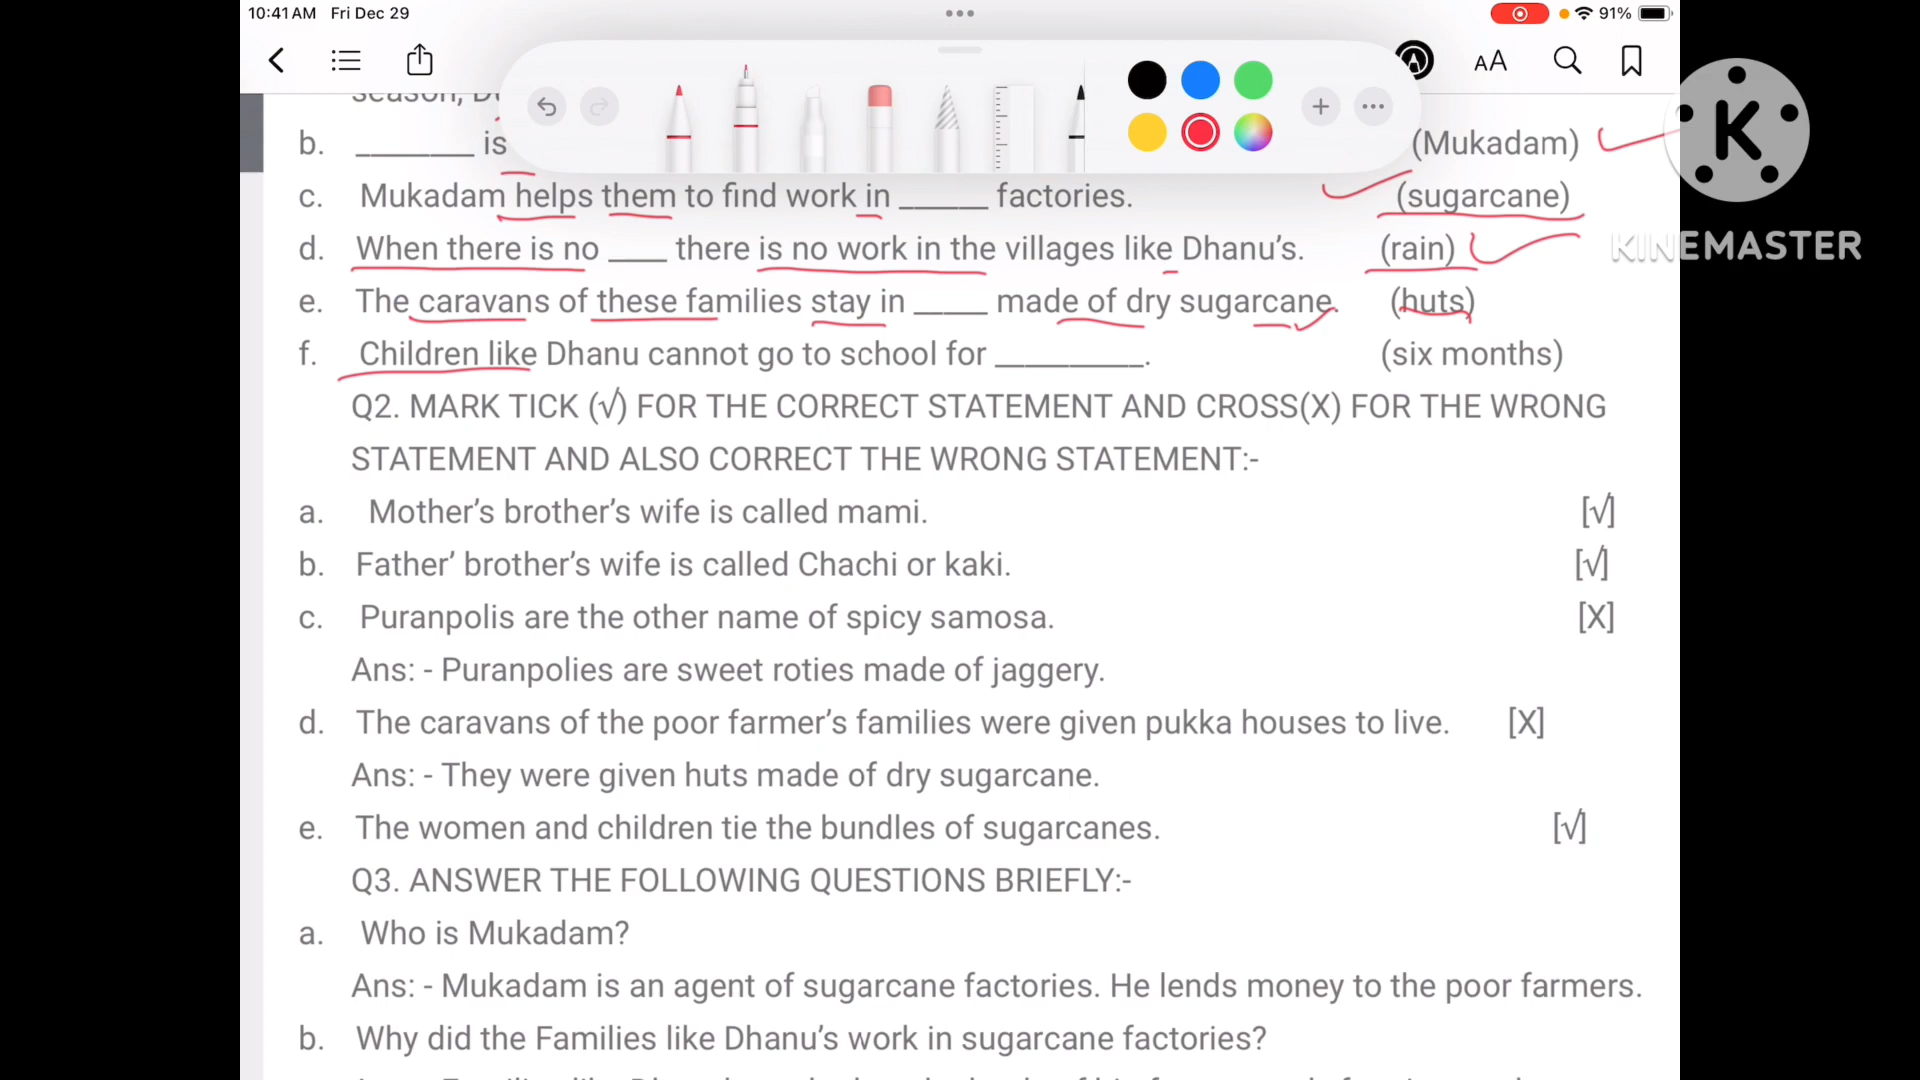 10:41 AM Fri Dec 29
91%
AA
b. ________ is
(Mukadam)
c. Mukadam helps them to find work in ______ factories. (sugarcane)
d. When there is no ____ there is no work in the villages like Dhanu’s. (rain)
e. The caravans of these families stay in _____ made of dry sugarcane. (huts)
f. Children like Dhanu cannot go to school for __________. (six months)
Q2. MARK TICK (√) FOR THE CORRECT STATEMENT AND CROSS(X) FOR THE WRONG
STATEMENT AND ALSO CORRECT THE WRONG STATEMENT:-
a. Mother’s brother’s wife is called mami. [√]
b. Father’ brother’s wife is called Chachi or kaki. [√]
c. Puranpolis are the other name of spicy samosa. [X]
Ans: - Puranpolies are sweet roties made of jaggery.
d. The caravans of the poor farmer’s families were given pukka houses to live. [X]
Ans: - They were given huts made of dry sugarcane.
e. The women and children tie the bundles of sugarcanes. [√]
Q3. ANSWER THE FOLLOWING QUESTIONS BRIEFLY:-
a. Who is Mukadam?
Ans: - Mukadam is an agent of sugarcane factories. He lends money to the poor farmers.
b. Why did the Families like Dhanu’s work in sugarcane factories?
K
KINEMASTER